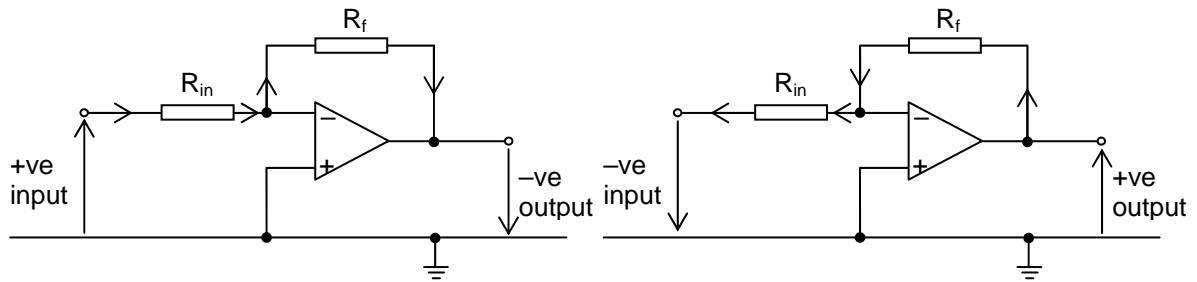 R_f
R_in
−
+
+ve
input
–ve
output
R_f
R_in
−
+
–ve
input
+ve
output